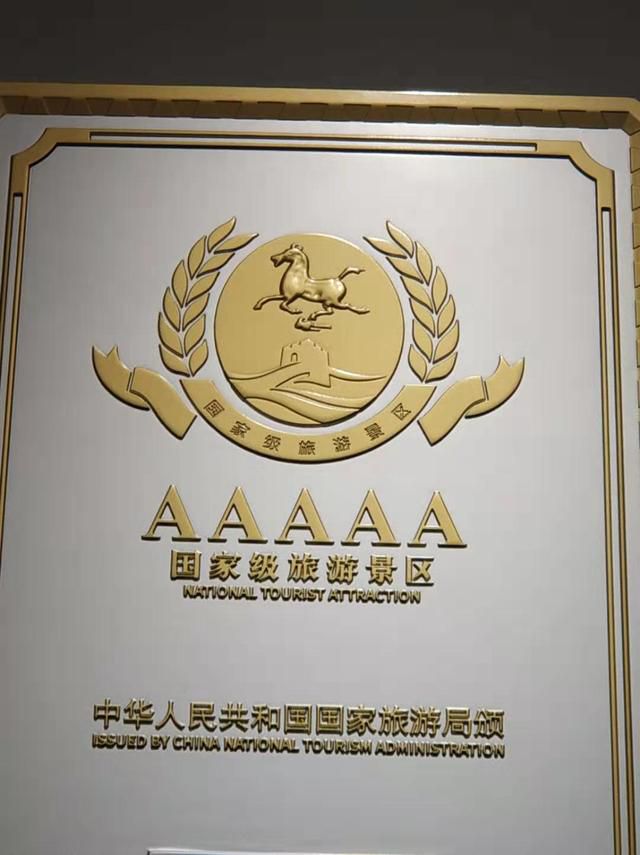 国家级旅游景区
AAAAA
国家级旅游景区
NATIONAL TOURIST ATTRACTION
中华人民共和国国家旅游局颁
ISSUED BY CHINA NATIONAL TOURISM ADMINISTRATION